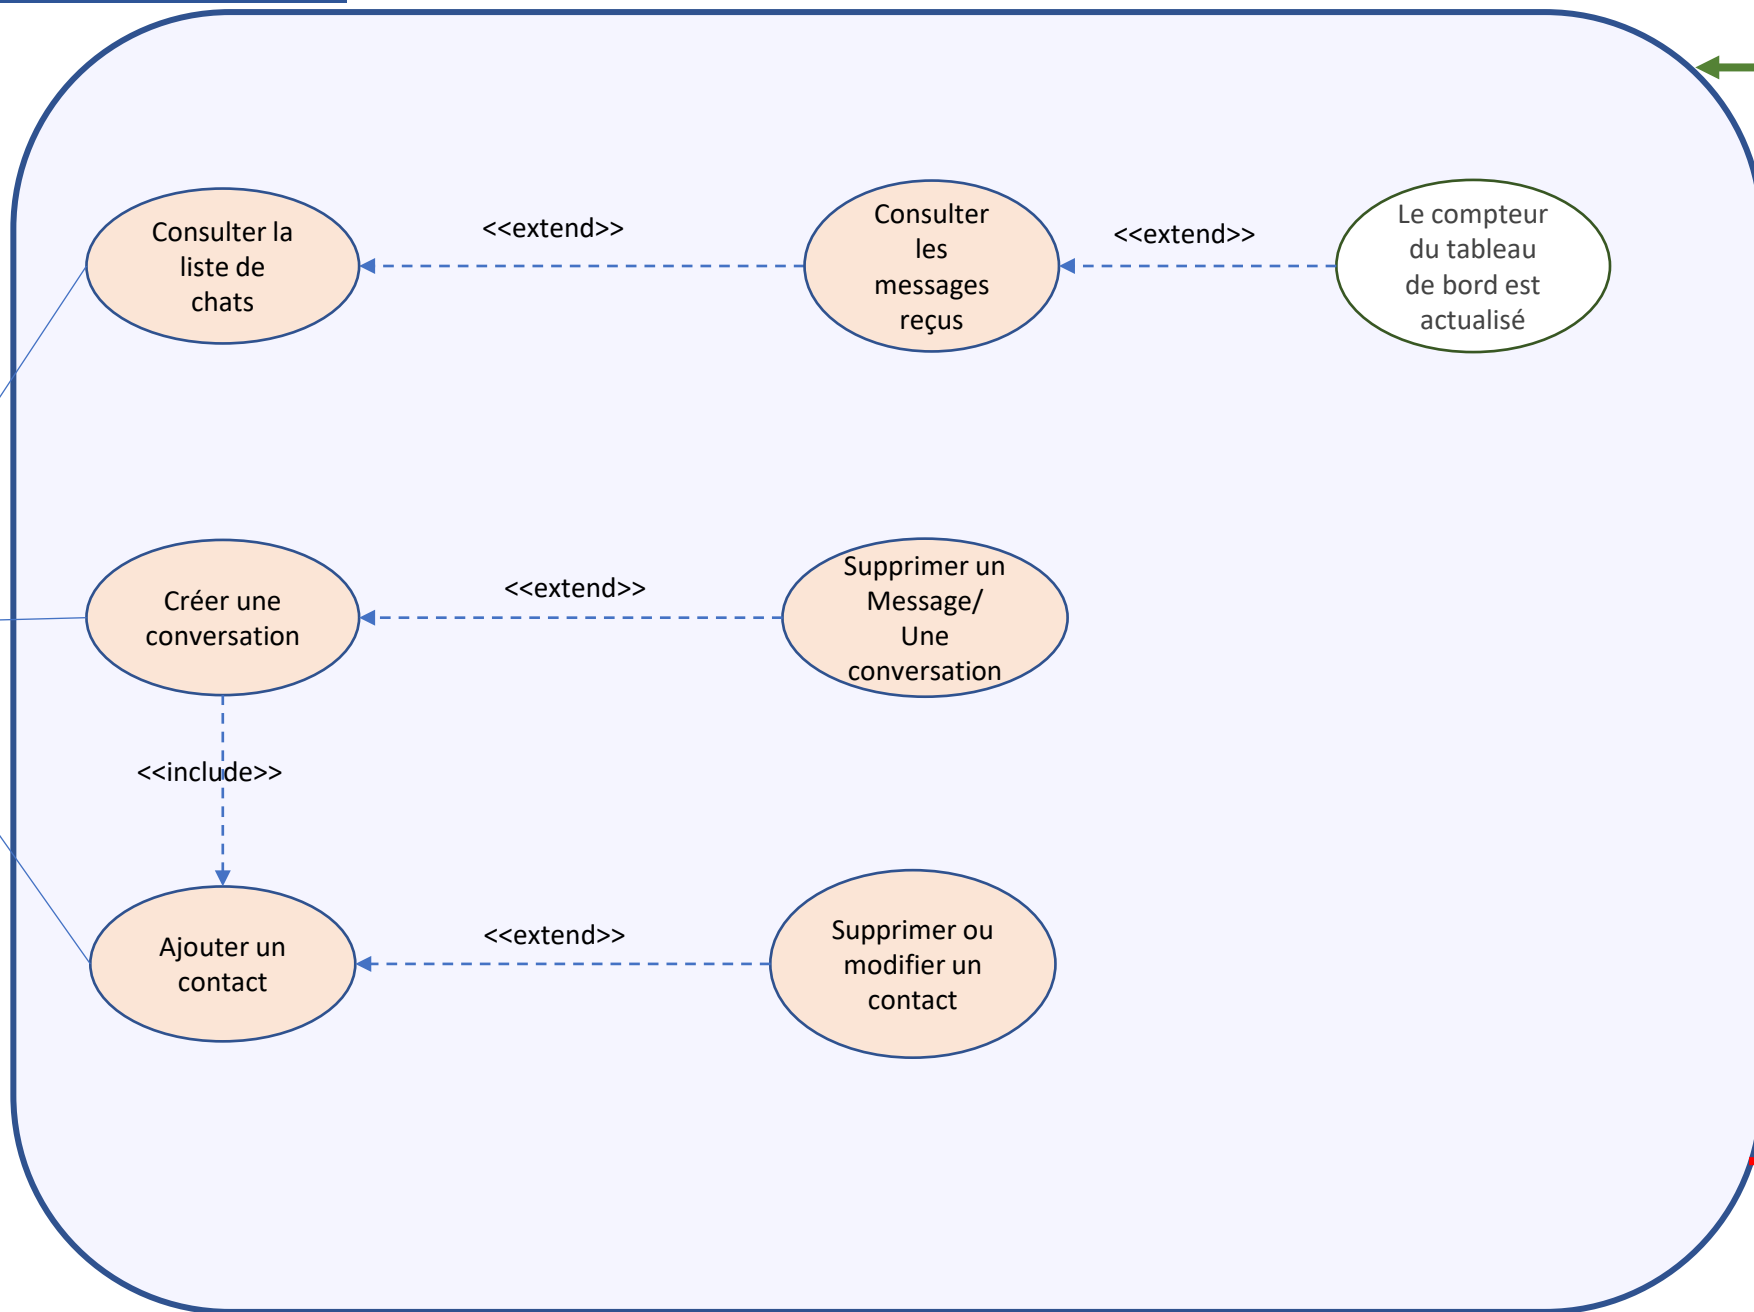 Consulter la
liste de
chats
<<extend>>
Consulter
les
messages
reçus
<<extend>>
Le compteur
du tableau
de bord est
actualisé
Créer une
conversation
<<extend>>
Supprimer un
Message/
Une
conversation
<<include>>
Ajouter un
contact
<<extend>>
Supprimer ou
modifier un
contact